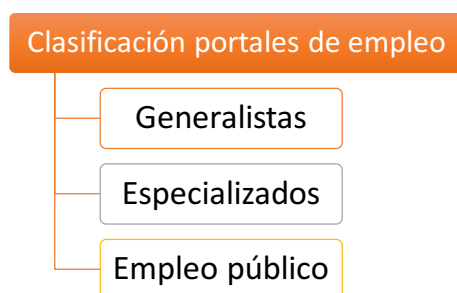 Clasificación portales de empleo
Generalistas
Especializados
Empleo público